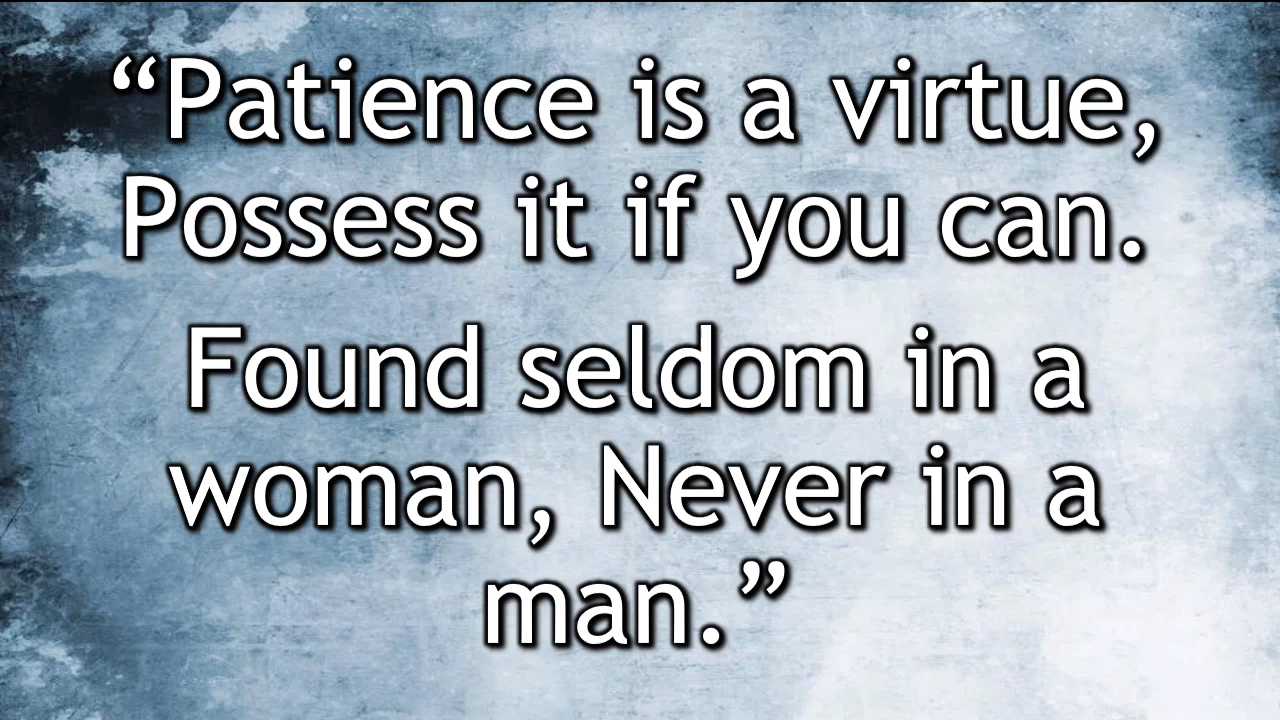 “Patience is a virtue,
Possess it if you can.
Found seldom in a
woman, Never in a
man.”